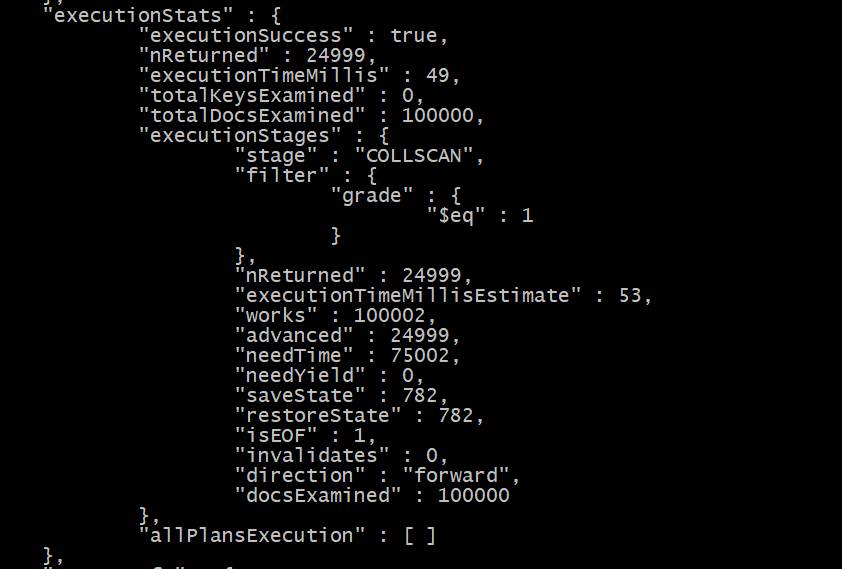 "executionStats" : {
"executionSuccess" : true,
"nReturned" : 24999,
"executionTimeMillis" : 49,
"totalKeysExamined" : 0,
"totalDocsExamined" : 100000,
"executionStages" : {
"stage" : "COLLSCAN",
"filter" : {
"grade" : {
"$eq" : 1
}
},
"nReturned" : 24999,
"executionTimeMillisEstimate" : 53,
"works" : 100002,
"advanced" : 24999,
"needTime" : 75002,
"needYield" : 0,
"saveState" : 782,
"restoreState" : 782,
"isEOF" : 1,
"invalidates" : 0,
"direction" : "forward",
"docsExamined" : 100000
},
"allPlansExecution" : [ ]
},